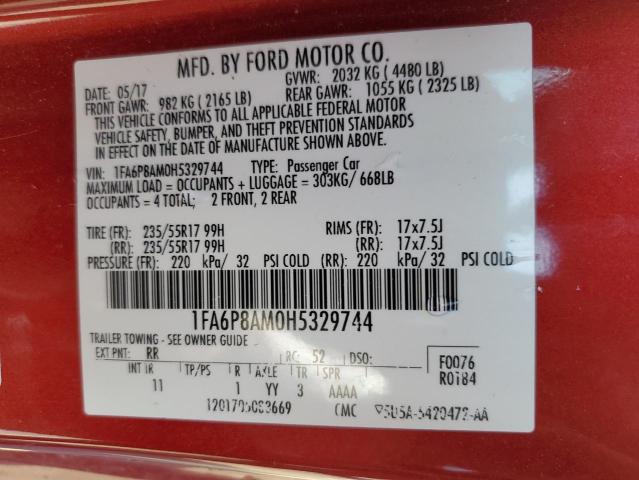 MFD. BY FORD MOTOR CO.
DATE: 05/17 GVWR: 2032 KG ( 4480 LB)
FRONT GAWR: 982 KG ( 2165 LB) REAR GAWR: 1055 KG ( 2325 LB)
THIS VEHICLE CONFORMS TO ALL APPLICABLE FEDERAL MOTOR
VEHICLE SAFETY, BUMPER, AND THEFT PREVENTION STANDARDS
IN EFFECT ON THE DATE OF MANUFACTURE SHOWN ABOVE.
VIN: 1FA6P8AM0H5329744 TYPE: Passenger Car
MAXIMUM LOAD = OCCUPANTS + LUGGAGE = 303KG/ 668LB
OCCUPANTS = 4 TOTAL; 2 FRONT, 2 REAR
TIRE (FR): 235/55R17 99H RIMS (FR): 17x7.5J
(RR): 235/55R17 99H (RR): 17x7.5J
PRESSURE (FR): 220 kPa/ 32 PSI COLD (RR): 220 kPa/ 32 PSI COLD
1FA6P8AM0H5329744
TRAILER TOWING - SEE OWNER GUIDE
EXT PNT: RR RC: 52 DSO: F0076
INT TR TP/PS R AXLE TR SPR R0184
11 1 YY 3 AAAA
CMC